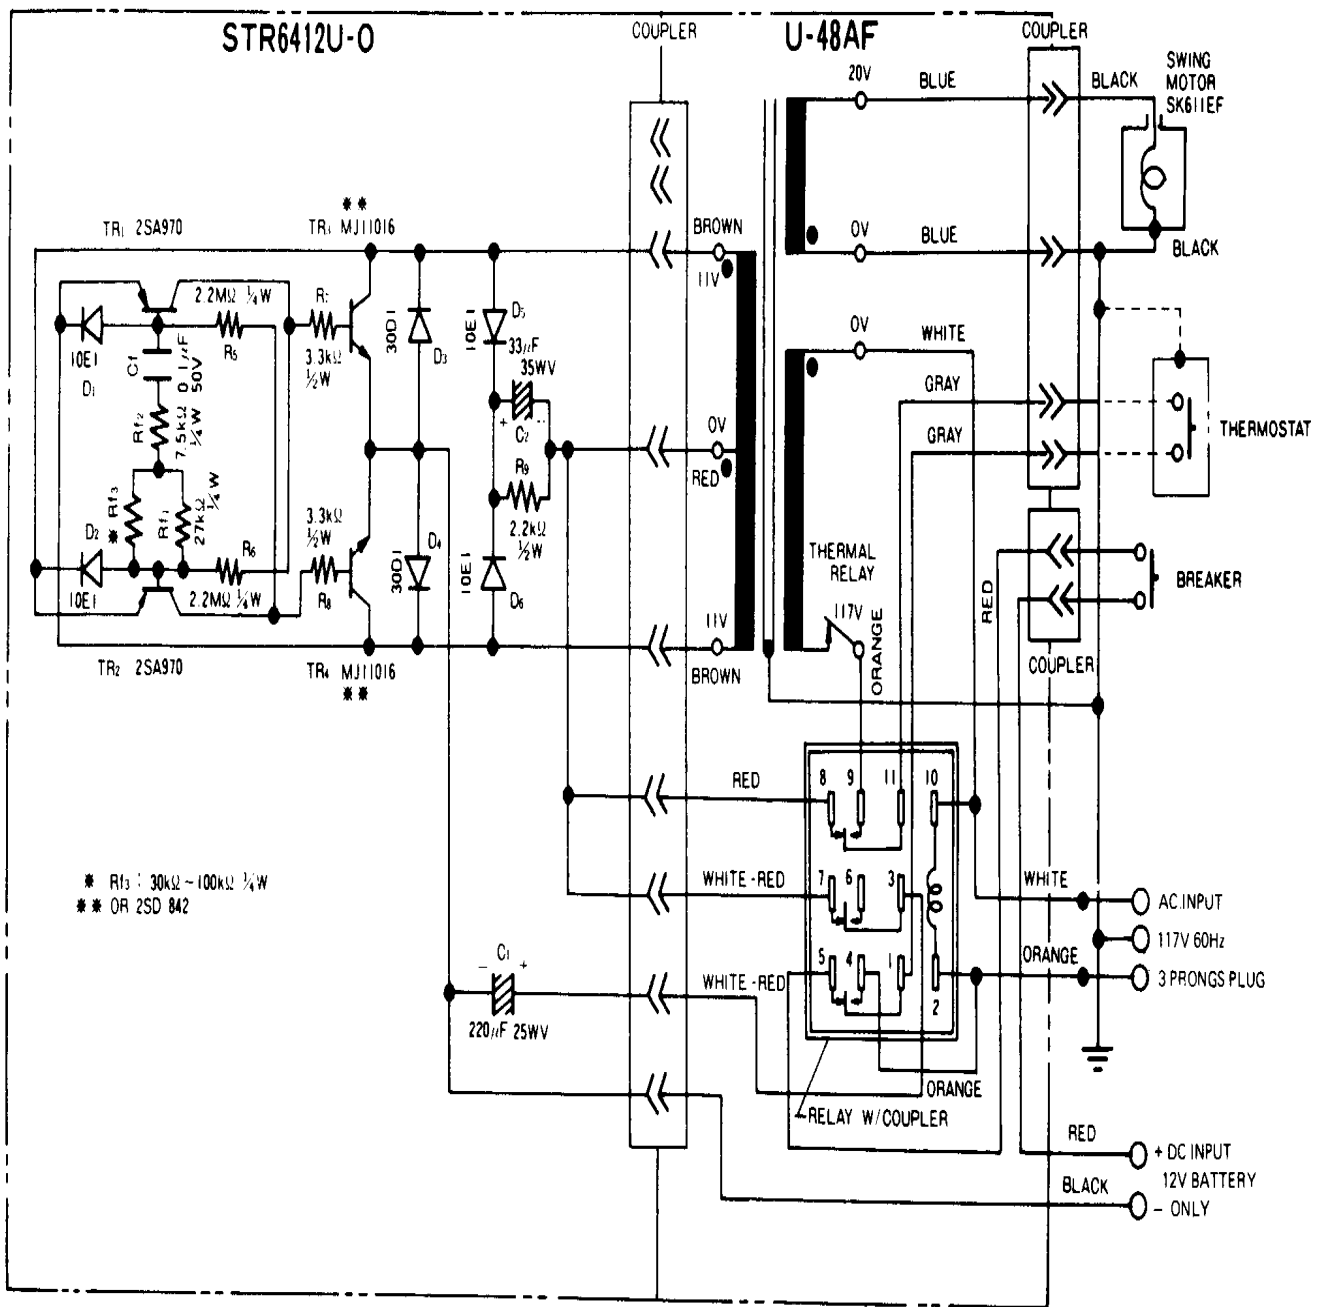 STR6412U-0
COUPLER
U-48AF
COUPLER
SWING
MOTOR
SK611EF
20V
BLUE
BLACK
✱ ✱
TR1 2SA970
TR3 MJ11016
BROWN
0V
BLUE
BLACK
11V
2.2MΩ ¼W
R5
R7
3.3kΩ
½W
30D1
D3
10E1
D5
33μF
35WV
0V
WHITE
10E1
D1
Cf
0.1μF
50V
GRAY
Rf2
7.5kΩ
¼W
+
C2
-
0V
RED
GRAY
THERMOSTAT
✱ Rf3
Rf1
27kΩ
¼W
R9
2.2kΩ
½W
3.3kΩ
½W
D2
10E1
R6
2.2MΩ ¼W
R8
30D1
D4
10E1
D6
THERMAL
RELAY
117V
ORANGE
RED
BREAKER
11V
BROWN
COUPLER
TR2 2SA970
TR4 MJ11016
✱ ✱
RED
8
9
11
10
✱ Rf3 : 30kΩ ~ 100kΩ ¼W
✱ ✱ OR 2SD 842
WHITE-RED
7
6
3
WHITE
AC.INPUT
117V 60Hz
ORANGE
3 PRONGS PLUG
- C1 +
220μF 25WV
WHITE-RED
5
4
1
2
ORANGE
RELAY W/COUPLER
RED
+ DC INPUT
12V BATTERY
BLACK
- ONLY